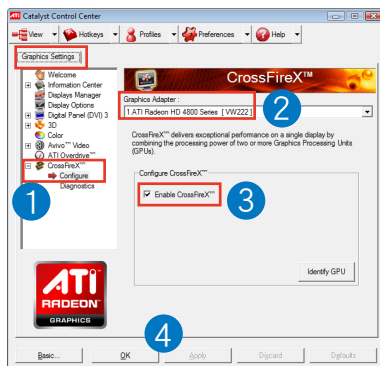 ATI Catalyst Control Center
View Hotkeys Profiles Preferences Help
Graphics Settings
Welcome
Information Center
Displays Manager
Display Options
Digital Panel (DVI) 3
3D
Color
Avivo™ Video
ATI Overdrive™
CrossFireX™
Configure
Diagnostics
1
ATI
RADEON
GRAPHICS
CrossFireX™
Graphics Adapter :
1.ATI Radeon HD 4800 Series [ VW222 ]
2
CrossFireX™ delivers exceptional performance on a single display by
combining the processing power of two or more Graphics Processing Units
(GPUs).
Configure CrossFireX™
Enable CrossFireX™
3
Identify GPU
4
Basic... OK Apply Discard Defaults